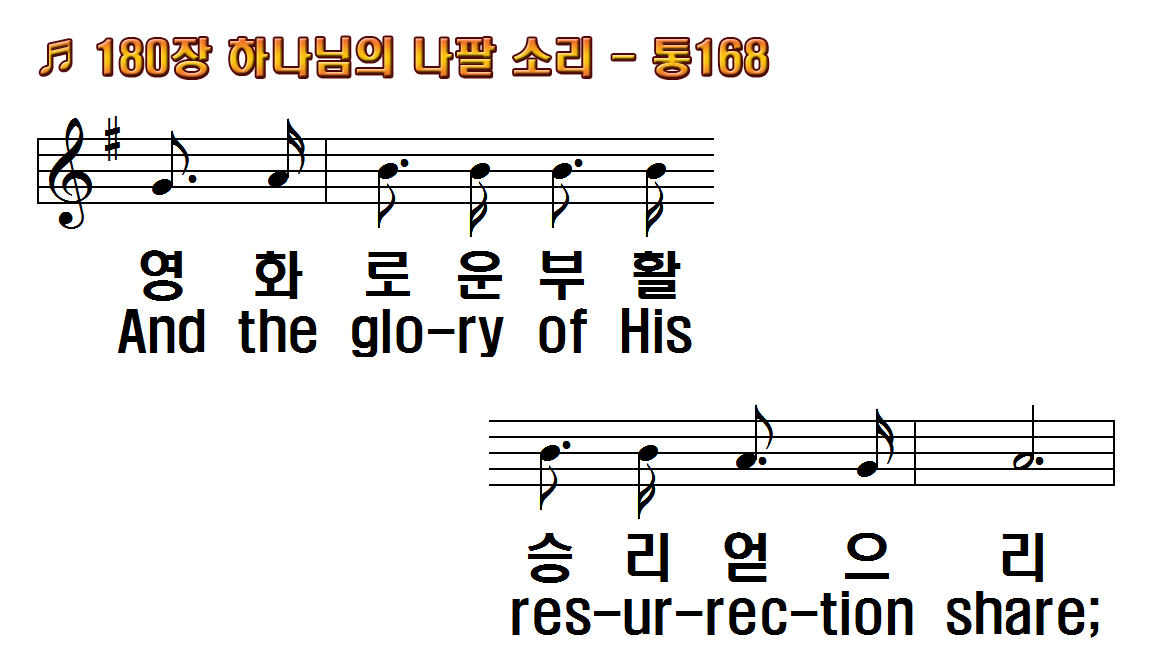 ♬ 180장 하나님의 나팔 소리 - 통168
영 화 로 운 부 활
And the glo-ry of His
승 리 얻 으 리
res-ur-rec-tion share;